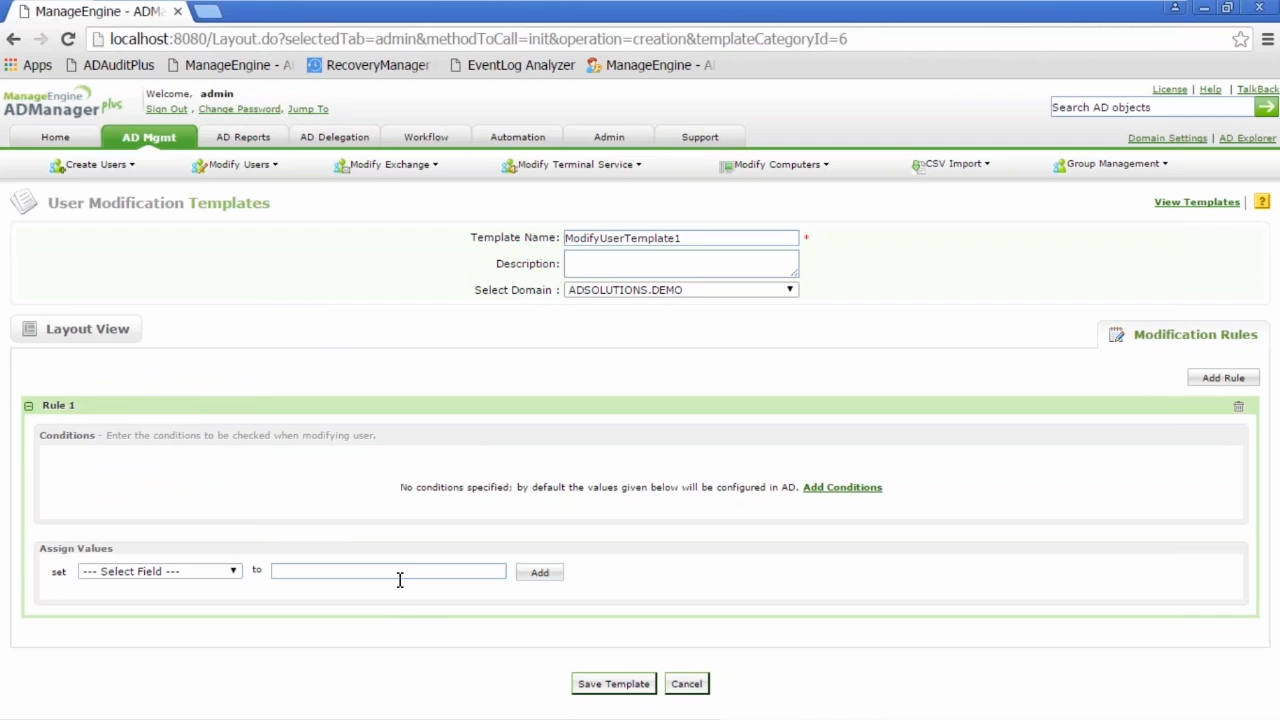 ManageEngine - ADM
localhost:8080/Layout.do?selectedTab=admin&methodToCall=init&operation=creation&templateCategoryId=6
Apps ADAuditPlus ManageEngine - A RecoveryManager EventLog Analyzer ManageEngine - A
ManageEngine
ADManager plus
Welcome, admin
Sign Out , Change Password, Jump To
License | Help | TalkBack
Search AD objects
Home AD Mgmt AD Reports AD Delegation Workflow Automation Admin Support
Domain Settings | AD Explorer
Create Users Modify Users Modify Exchange Modify Terminal Service Modify Computers CSV Import Group Management
User Modification Templates
View Templates | ?
Template Name: ModifyUserTemplate1 *
Description:
Select Domain : ADSOLUTIONS.DEMO
Layout View
Modification Rules
Add Rule
Rule 1
Conditions - Enter the conditions to be checked when modifying user.
No conditions specified; by default the values given below will be configured in AD. Add Conditions
Assign Values
set --- Select Field --- to Add
Save Template Cancel